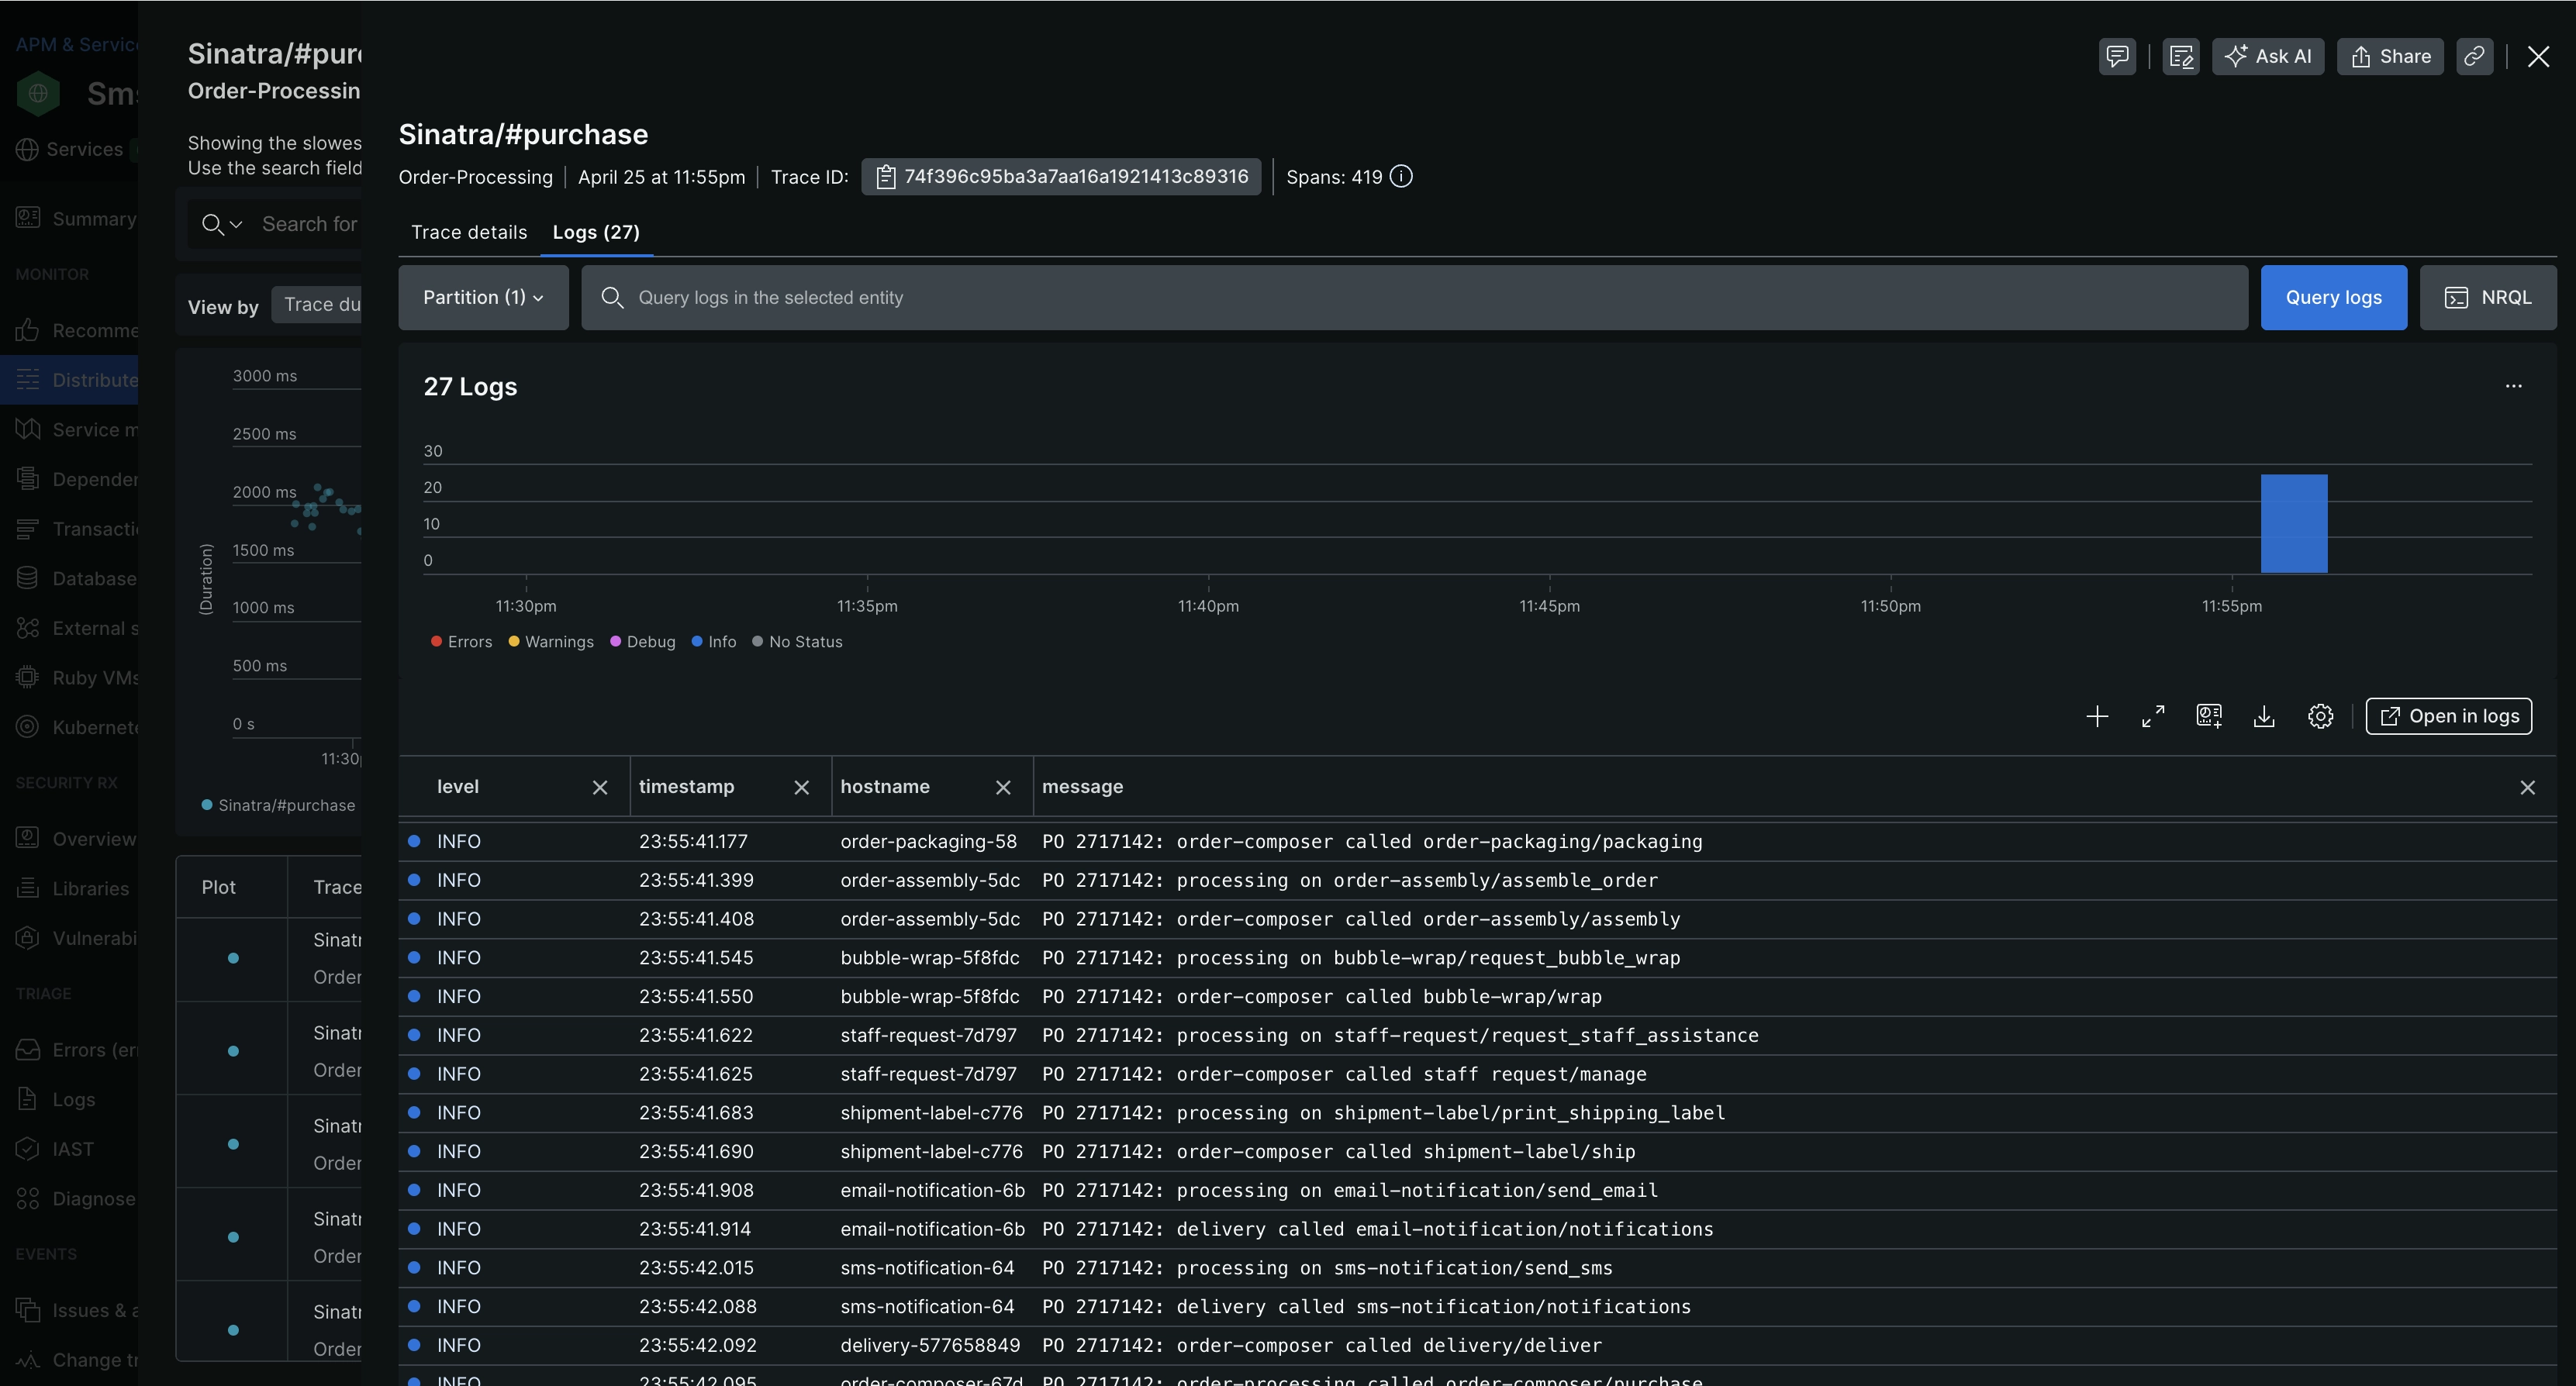 APM & Servic
Sms
Services
Summary
MONITOR
Recomme
Distribute
Service m
Depender
Transacti
Database
External s
Ruby VMs
Kubernete
SECURITY RX
Overview
Libraries
Vulnerabi
TRIAGE
Errors (er
Logs
IAST
Diagnose
EVENTS
Issues & a
Change tr
Sinatra/#pur
Order-Processin
Showing the slowes
Use the search field
Search for
View by Trace du
3000 ms
2500 ms
2000 ms
1500 ms
1000 ms
500 ms
0 s
(Duration)
11:30
Sinatra/#purchase
Plot Trace
Sinatr
Order
Sinatr
Order
Sinatr
Order
Sinatr
Order
Sinatr
Order
Ask AI Share
Sinatra/#purchase
Order-Processing April 25 at 11:55pm Trace ID: 74f396c95ba3a7aa16a1921413c89316 Spans: 419
Trace details Logs (27)
Partition (1) Query logs in the selected entity Query logs NRQL
27 Logs
30
20
10
0
11:30pm 11:35pm 11:40pm 11:45pm 11:50pm 11:55pm
Errors Warnings Debug Info No Status
Open in logs
level timestamp hostname message
INFO 23:55:41.177 order-packaging-58 PO 2717142: order-composer called order-packaging/packaging
INFO 23:55:41.399 order-assembly-5dc PO 2717142: processing on order-assembly/assemble_order
INFO 23:55:41.408 order-assembly-5dc PO 2717142: order-composer called order-assembly/assembly
INFO 23:55:41.545 bubble-wrap-5f8fdc PO 2717142: processing on bubble-wrap/request_bubble_wrap
INFO 23:55:41.550 bubble-wrap-5f8fdc PO 2717142: order-composer called bubble-wrap/wrap
INFO 23:55:41.622 staff-request-7d797 PO 2717142: processing on staff-request/request_staff_assistance
INFO 23:55:41.625 staff-request-7d797 PO 2717142: order-composer called staff request/manage
INFO 23:55:41.683 shipment-label-c776 PO 2717142: processing on shipment-label/print_shipping_label
INFO 23:55:41.690 shipment-label-c776 PO 2717142: order-composer called shipment-label/ship
INFO 23:55:41.908 email-notification-6b PO 2717142: processing on email-notification/send_email
INFO 23:55:41.914 email-notification-6b PO 2717142: delivery called email-notification/notifications
INFO 23:55:42.015 sms-notification-64 PO 2717142: processing on sms-notification/send_sms
INFO 23:55:42.088 sms-notification-64 PO 2717142: delivery called sms-notification/notifications
INFO 23:55:42.092 delivery-577658849 PO 2717142: order-composer called delivery/deliver
INFO 23:55:42.095 order-composer-67d PO 2717142: order-processing called order-composer/purchase